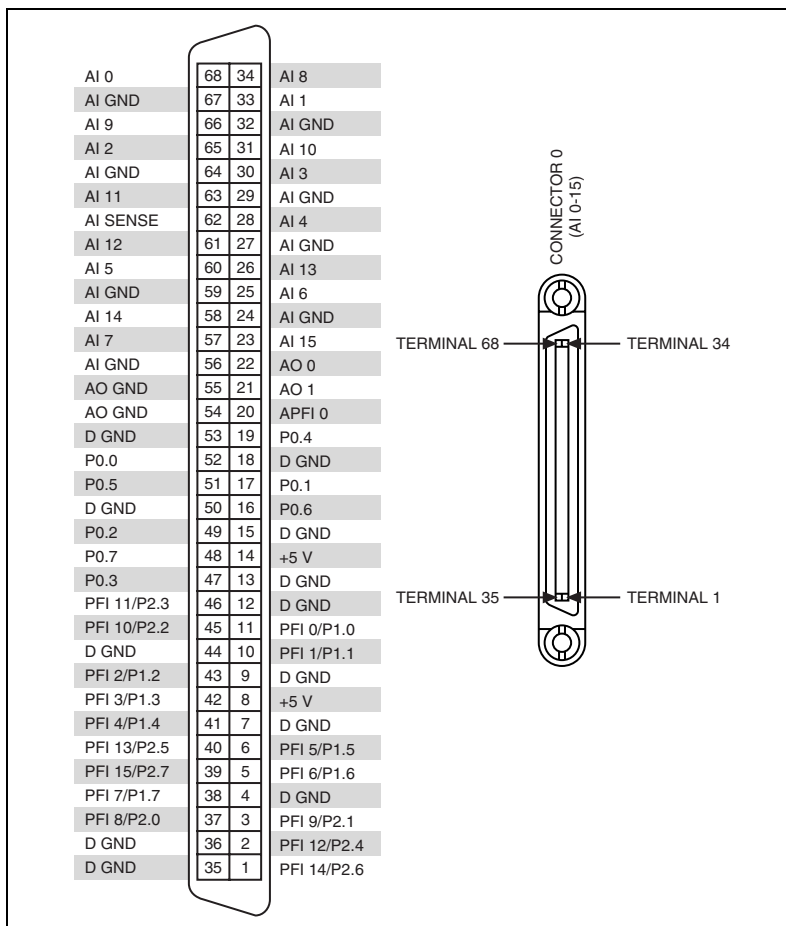 AI 0 68 34 AI 8
AI GND 67 33 AI 1
AI 9 66 32 AI GND
AI 2 65 31 AI 10
AI GND 64 30 AI 3
AI 11 63 29 AI GND
AI SENSE 62 28 AI 4
AI 12 61 27 AI GND
AI 5 60 26 AI 13
AI GND 59 25 AI 6
AI 14 58 24 AI GND
AI 7 57 23 AI 15
AI GND 56 22 AO 0
AO GND 55 21 AO 1
AO GND 54 20 APFI 0
D GND 53 19 P0.4
P0.0 52 18 D GND
P0.5 51 17 P0.1
D GND 50 16 P0.6
P0.2 49 15 D GND
P0.7 48 14 +5 V
P0.3 47 13 D GND
PFI 11/P2.3 46 12 D GND
PFI 10/P2.2 45 11 PFI 0/P1.0
D GND 44 10 PFI 1/P1.1
PFI 2/P1.2 43 9 D GND
PFI 3/P1.3 42 8 +5 V
PFI 4/P1.4 41 7 D GND
PFI 13/P2.5 40 6 PFI 5/P1.5
PFI 15/P2.7 39 5 PFI 6/P1.6
PFI 7/P1.7 38 4 D GND
PFI 8/P2.0 37 3 PFI 9/P2.1
D GND 36 2 PFI 12/P2.4
D GND 35 1 PFI 14/P2.6
CONNECTOR 0
(AI 0-15)
TERMINAL 68 TERMINAL 34
TERMINAL 35 TERMINAL 1